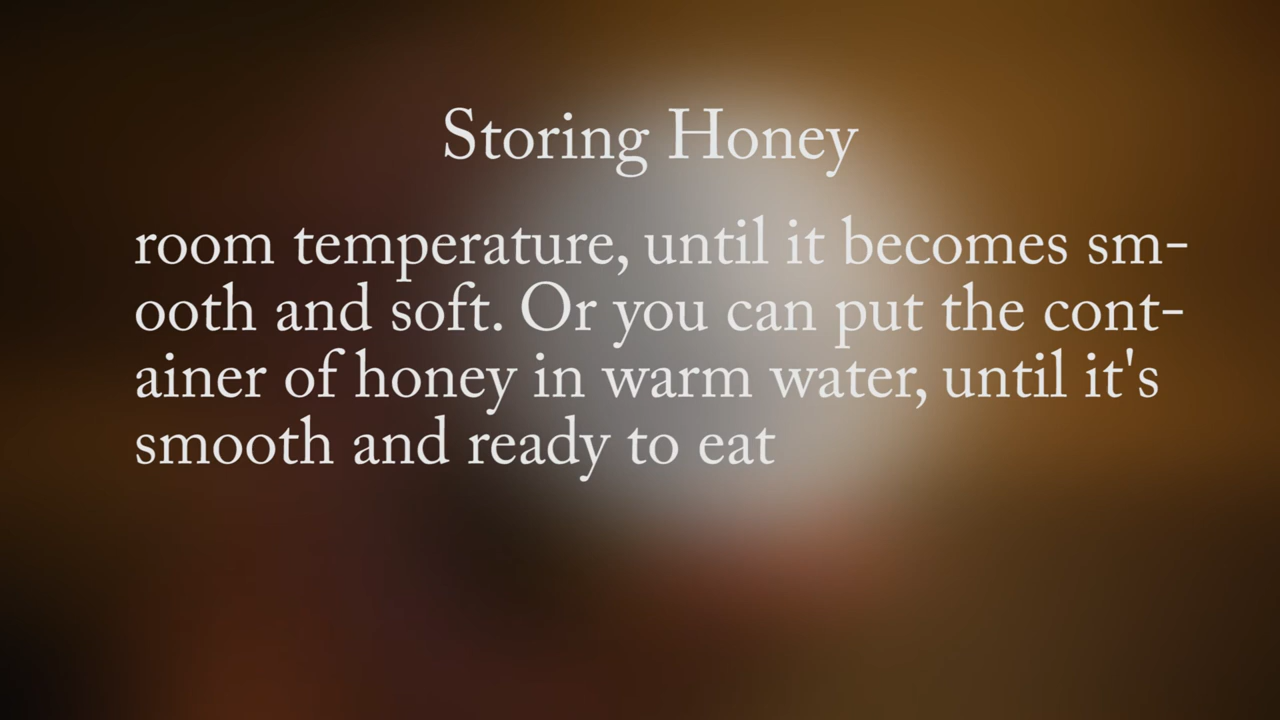 Storing Honey
room temperature, until it becomes sm-
ooth and soft. Or you can put the cont-
ainer of honey in warm water, until it's
smooth and ready to eat